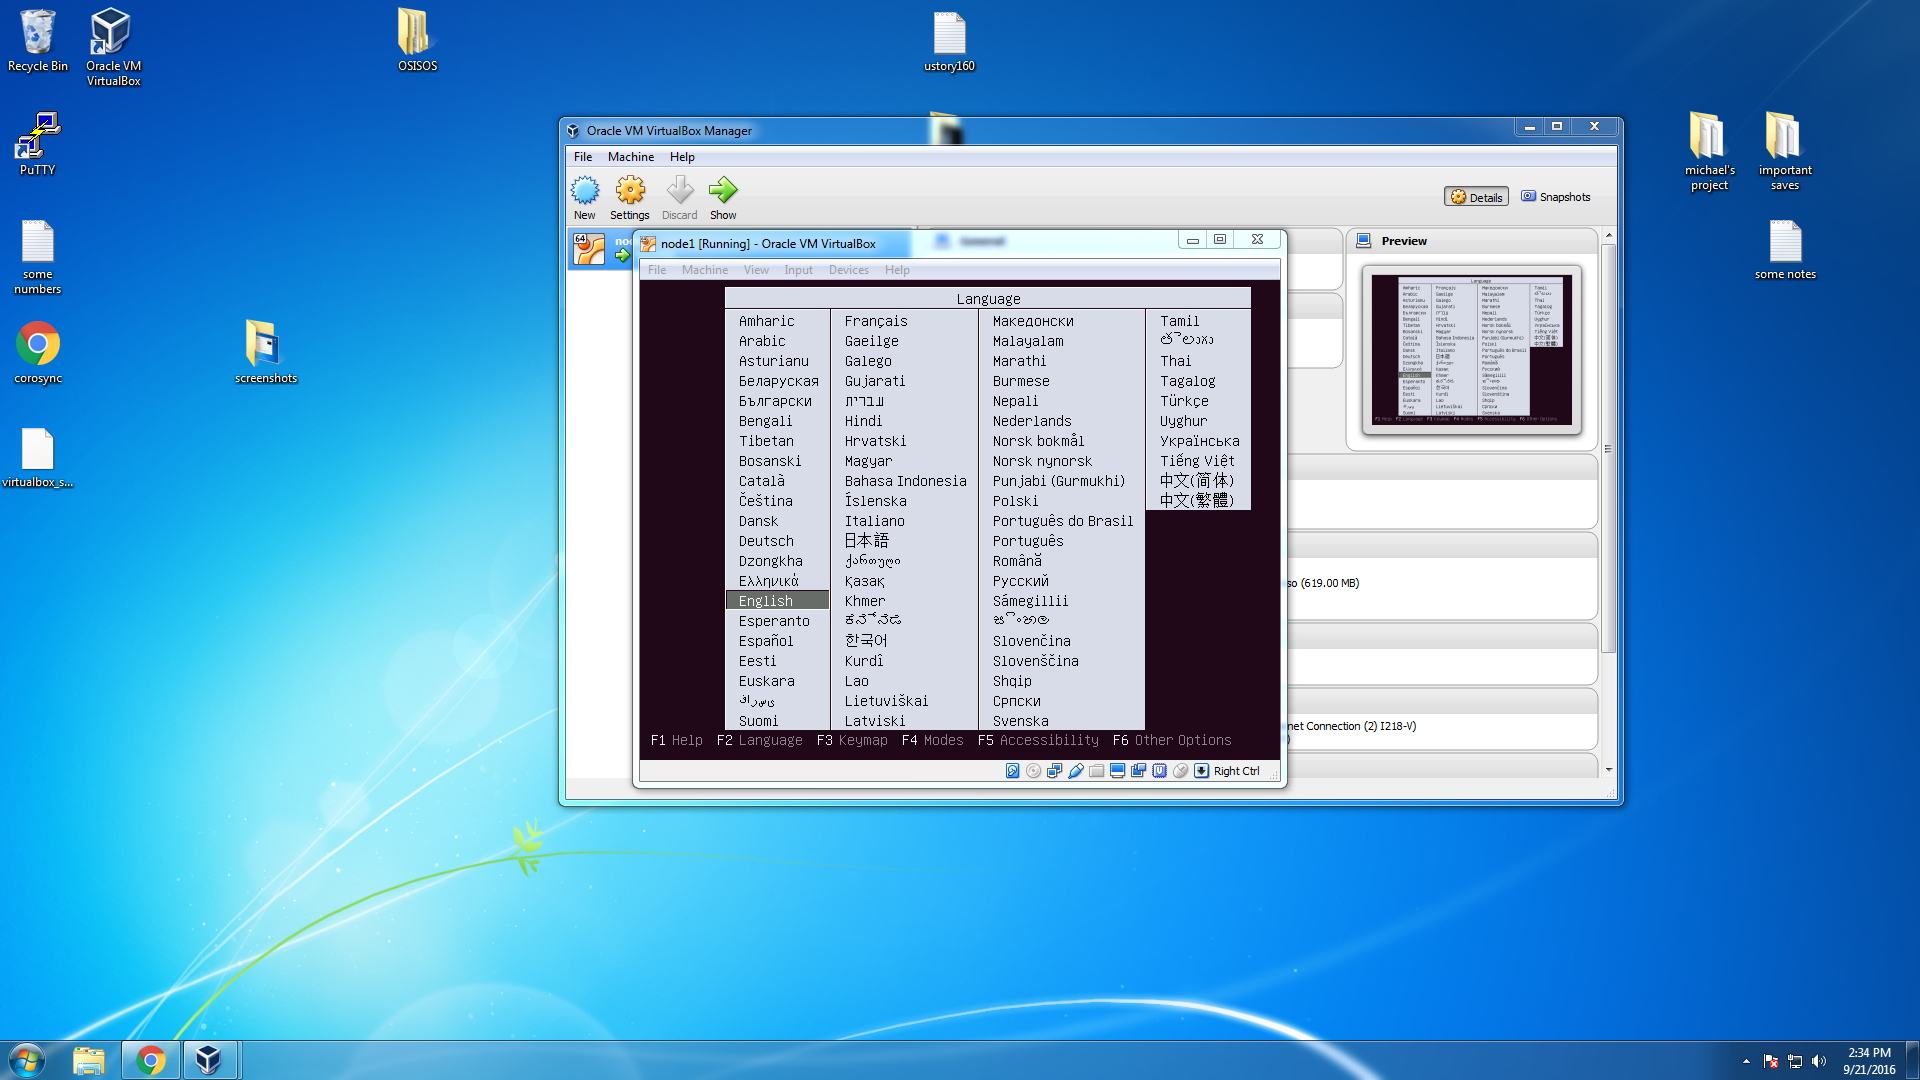 Recycle Bin
Oracle VM
VirtualBox
OSISOS
ustory160
PuTTY
some
numbers
corosync
screenshots
virtualbox_s...
michael's
project
important
saves
some notes
Oracle VM VirtualBox Manager
File Machine Help
New Settings Discard Show
Details Snapshots
64
General
Preview
node1 [Running] - Oracle VM VirtualBox
File Machine View Input Devices Help
Language
Amharic
Arabic
Asturianu
Беларуская
Български
Bengali
Tibetan
Bosanski
Català
Čeština
Dansk
Deutsch
Dzongkha
Ελληνικά
English
Esperanto
Español
Eesti
Euskara
Suomi
Français
Gaeilge
Galego
Gujarati
עברית
Hindi
Hrvatski
Magyar
Bahasa Indonesia
Íslenska
Italiano
日本語
ქართული
Қазақ
Khmer
한국어
Kurdî
Lao
Lietuviškai
Latviski
Македонски
Malayalam
Marathi
Burmese
Nepali
Nederlands
Norsk bokmål
Norsk nynorsk
Punjabi (Gurmukhi)
Polski
Português do Brasil
Português
Română
Русский
Sámegillii
Slovenčina
Slovenščina
Shqip
Српски
Svenska
Tamil
Thai
Tagalog
Türkçe
Uyghur
Українська
Tiếng Việt
中文(简体)
中文(繁體)
F1 Help F2 Language F3 Keymap F4 Modes F5 Accessibility F6 Other Options
Right Ctrl
so (619.00 MB)
net Connection (2) I218-V)
)
2:34 PM
9/21/2016